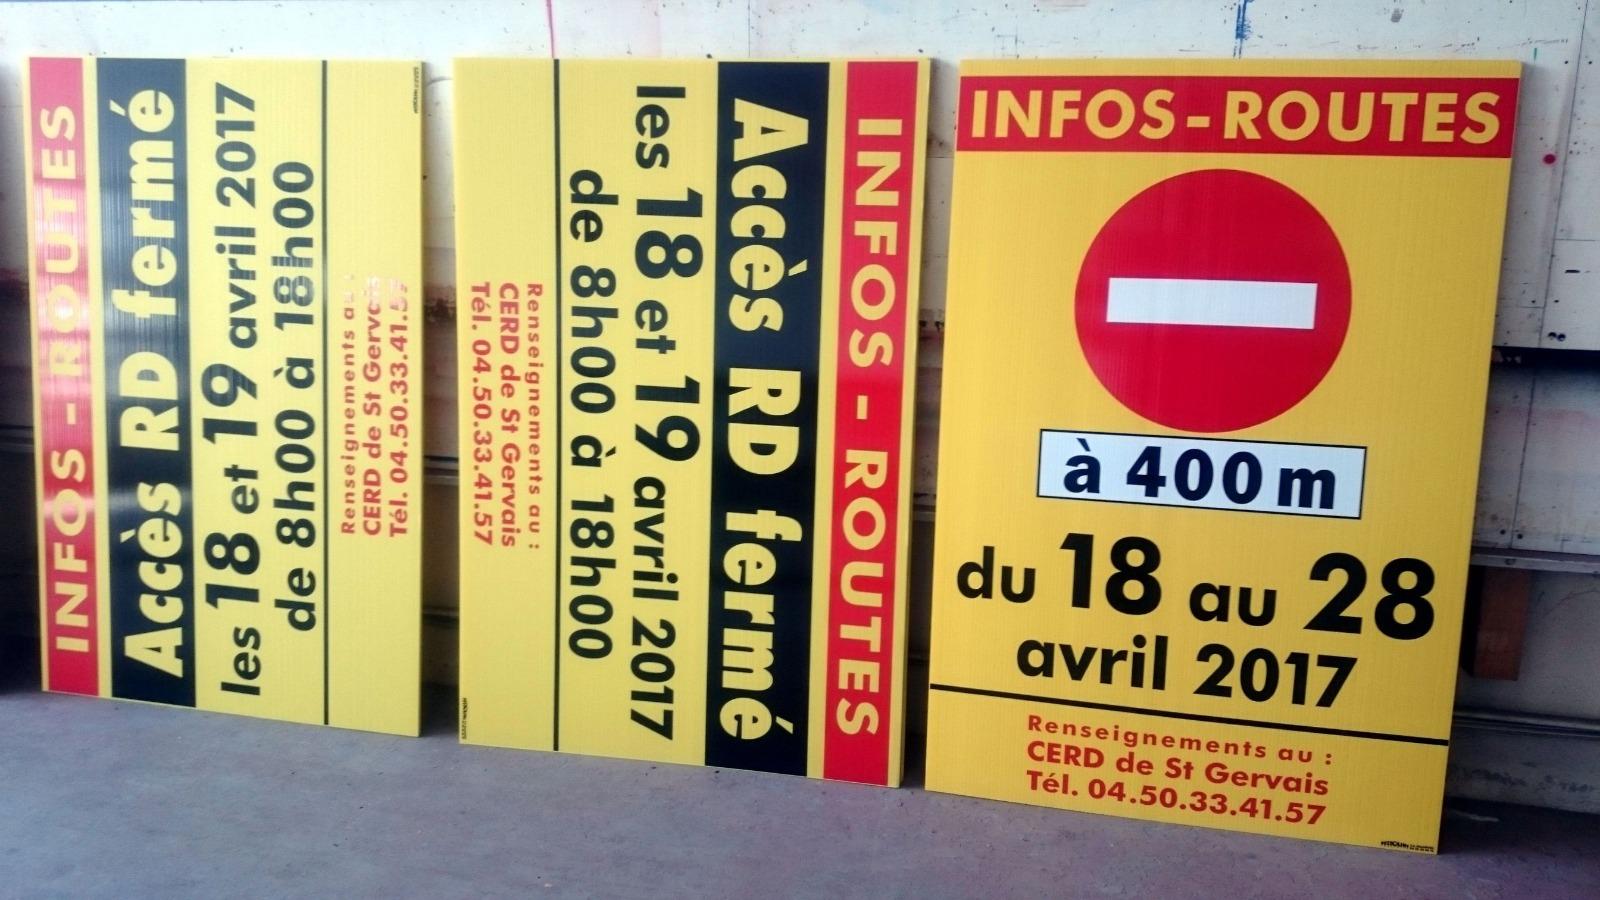 INFOS - ROUTES
Accès RD fermé
les 18 et 19 avril 2017
de 8h00 à 18h00
Renseignements au :
CERD de St Gervais
Tél. 04.50.33.41.57
INFOS - ROUTES
Accès RD fermé
les 18 et 19 avril 2017
de 8h00 à 18h00
Renseignements au :
CERD de St Gervais
Tél. 04.50.33.41.57
INFOS - ROUTES
à 400 m
du 18 au 28
avril 2017
Renseignements au :
CERD de St Gervais
Tél. 04.50.33.41.57